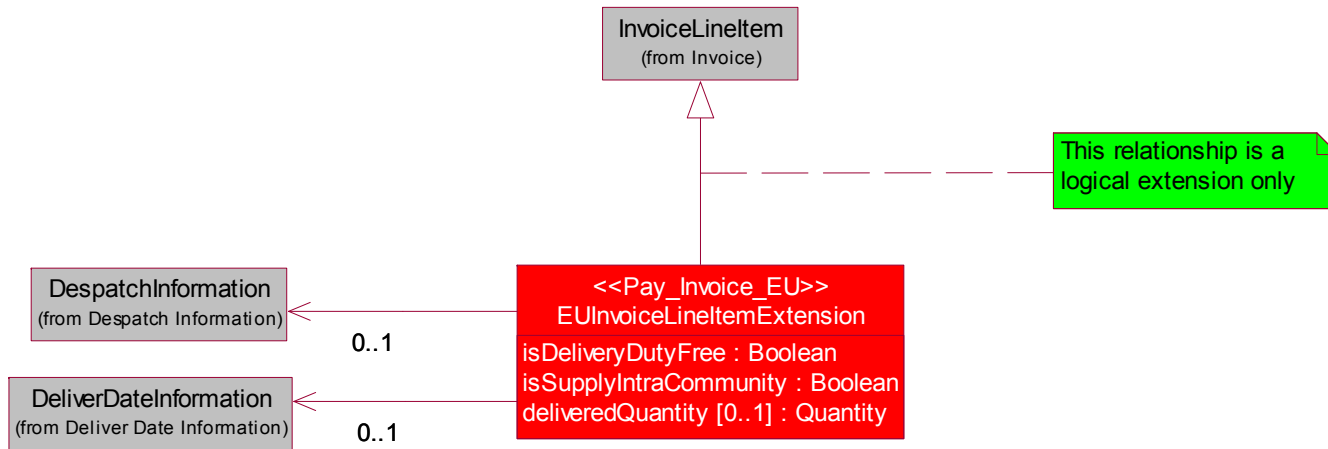 InvoiceLineItem
(from Invoice)
This relationship is a
logical extension only
DespatchInformation
(from Despatch Information)
0..1
DeliverDateInformation
(from Deliver Date Information)
0..1
<<Pay_Invoice_EU>>
EUInvoiceLineItemExtension
isDeliveryDutyFree : Boolean
isSupplyIntraCommunity : Boolean
deliveredQuantity [0..1] : Quantity